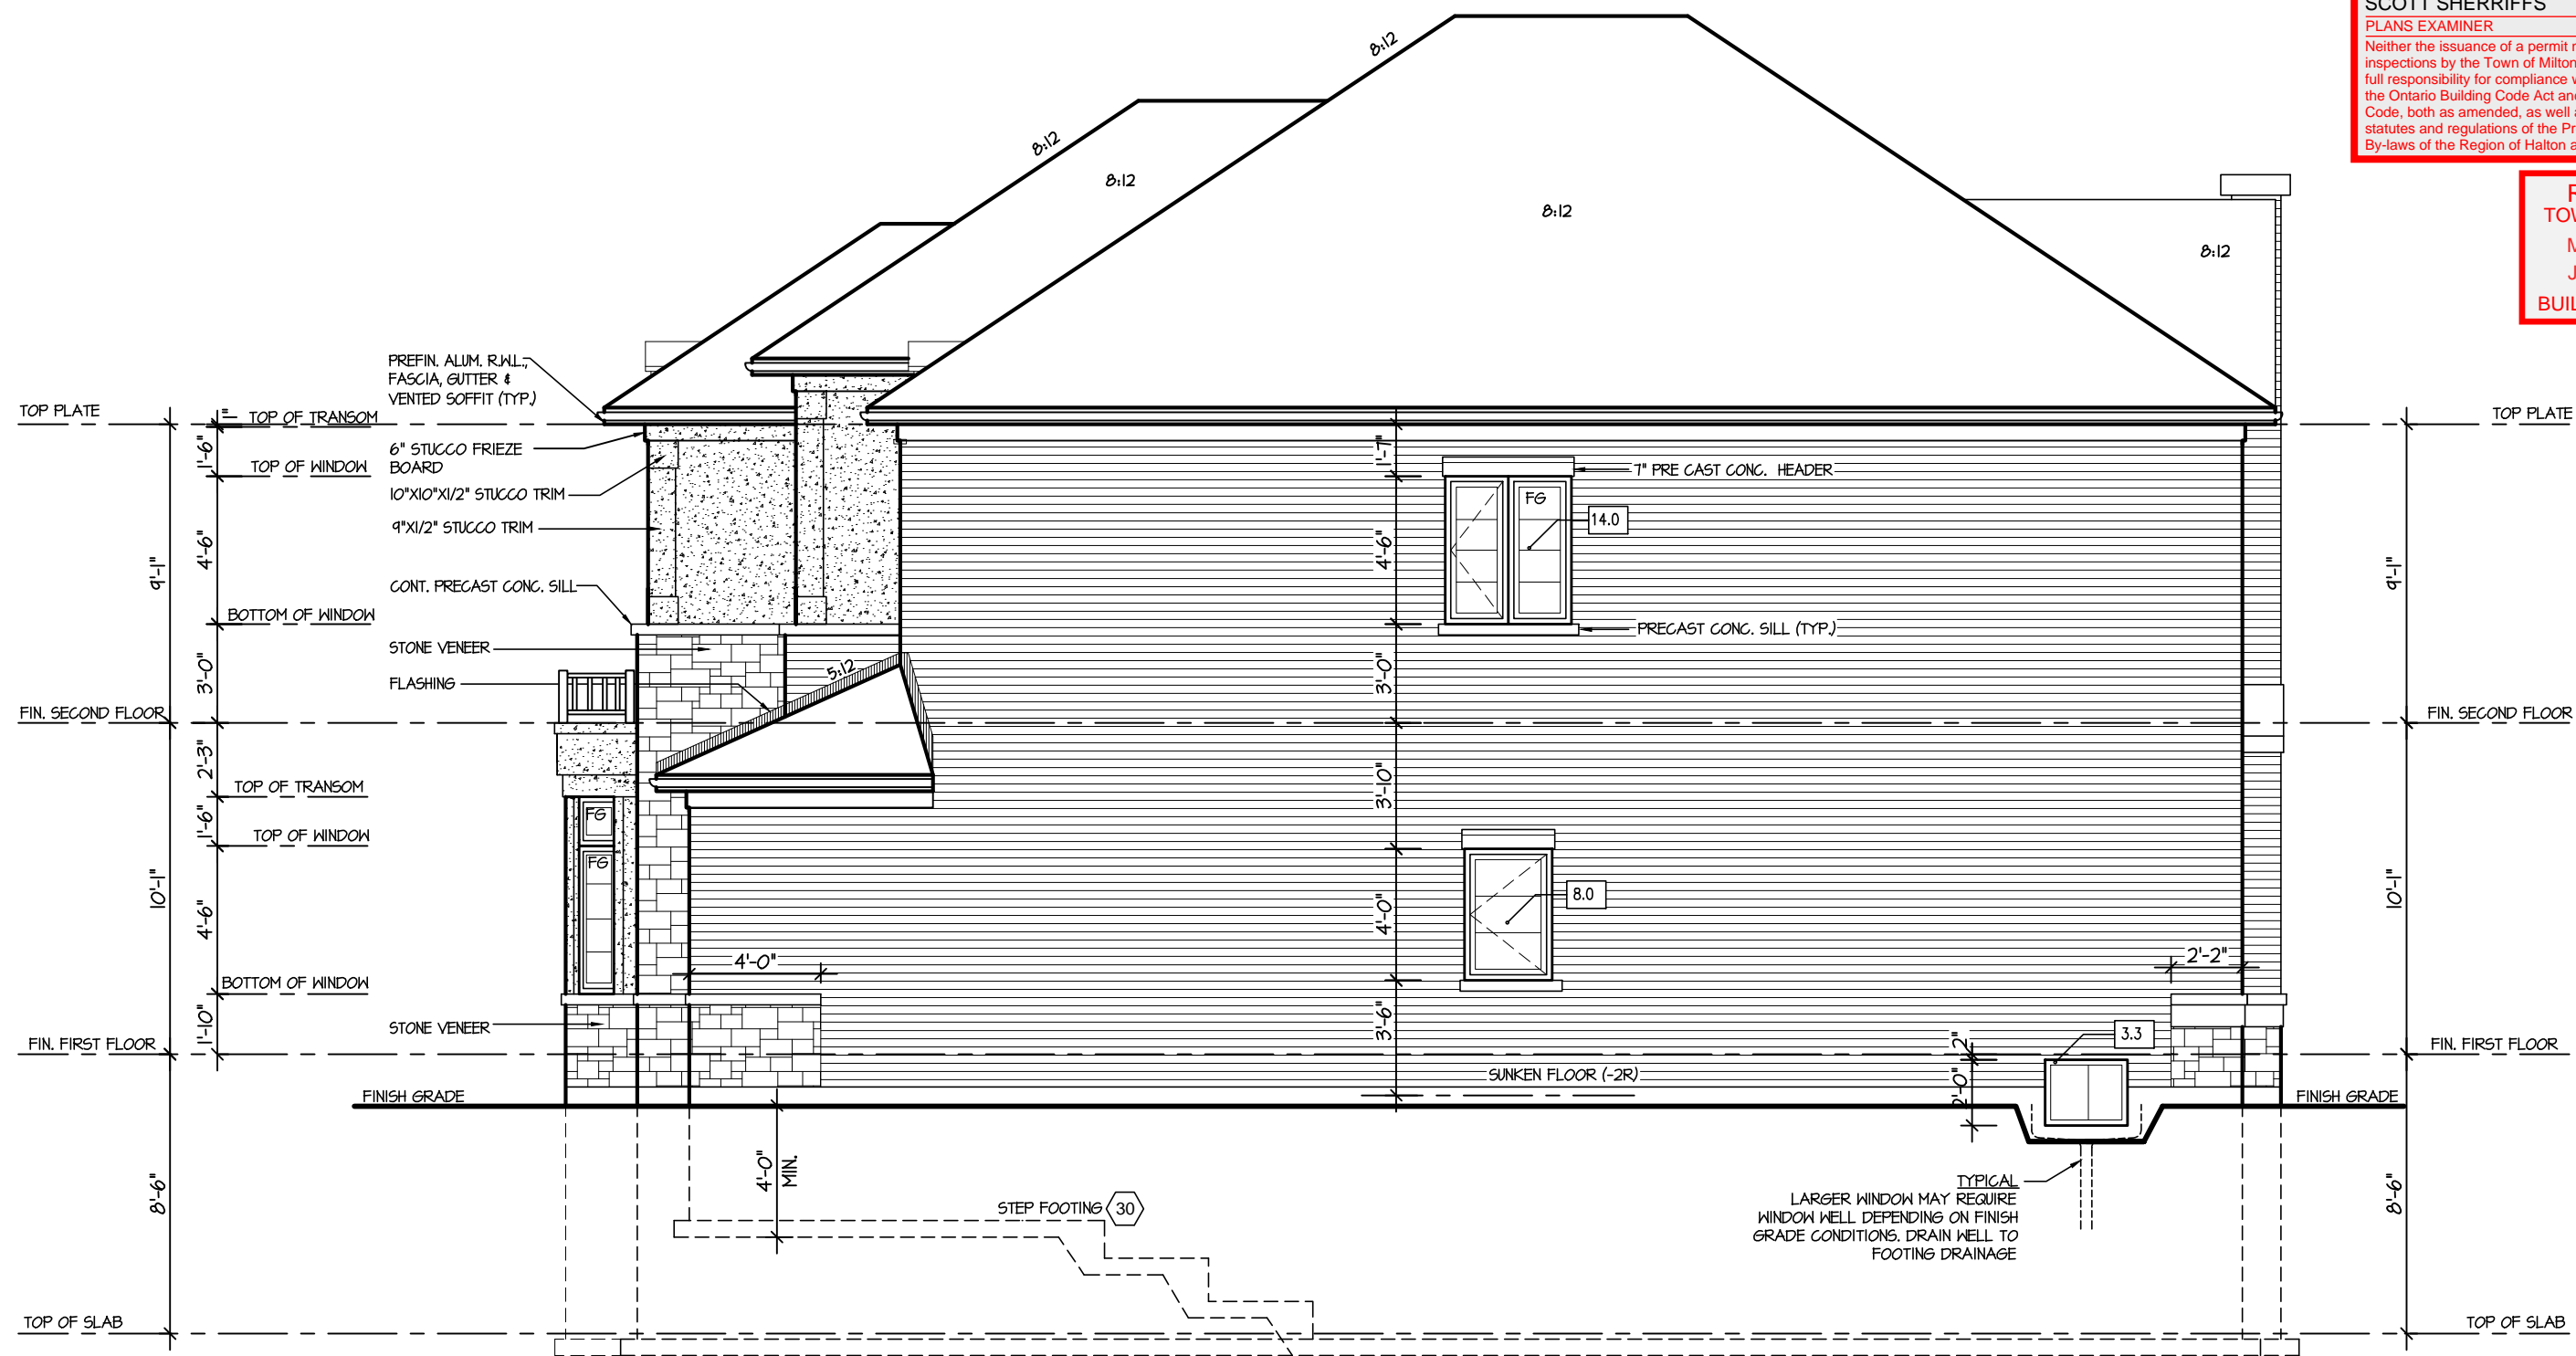 SCOTT SHERRIFFS
PLANS EXAMINER
Neither the issuance of a permit
inspections by the Town of Milton
full responsibility for compliance
the Ontario Building Code Act and
Code, both as amended, as well
statutes and regulations of the
By-laws of the Region of Halton
TOW
BUIL
8:12
8:12
8:12
8:12
8:12
PREFIN. ALUM. R.W.L.,
FASCIA, GUTTER &
VENTED SOFFIT (TYP.)
TOP PLATE
1"
TOP OF TRANSOM
TOP PLATE
6" STUCCO FRIEZE
BOARD
1'-6"
TOP OF WINDOW
1'-7"
7" PRE CAST CONC. HEADER
10"X10"X1/2" STUCCO TRIM
FG
14.0
9"X1/2" STUCCO TRIM
4'-6"
4'-6"
9'-1"
9'-1"
CONT. PRECAST CONC. SILL
BOTTOM OF WINDOW
PRECAST CONC. SILL (TYP.)
STONE VENEER
3'-0"
5:12
3'-0"
FLASHING
FIN. SECOND FLOOR
FIN. SECOND FLOOR
2'-3"
3'-10"
TOP OF TRANSOM
1'-6"
FG
TOP OF WINDOW
FG
10'-1"
4'-6"
4'-0"
8.0
10'-1"
4'-0"
2'-2"
BOTTOM OF WINDOW
1'-10"
STONE VENEER
3'-6"
2"
3.3
FIN. FIRST FLOOR
FIN. FIRST FLOOR
SUNKEN FLOOR (-2R)
2'-0"
FINISH GRADE
FINISH GRADE
4'-0"
MIN.
8'-6"
8'-6"
STEP FOOTING 30
TYPICAL
LARGER WINDOW MAY REQUIRE
WINDOW WELL DEPENDING ON FINISH
GRADE CONDITIONS. DRAIN WELL TO
FOOTING DRAINAGE
TOP OF SLAB
TOP OF SLAB